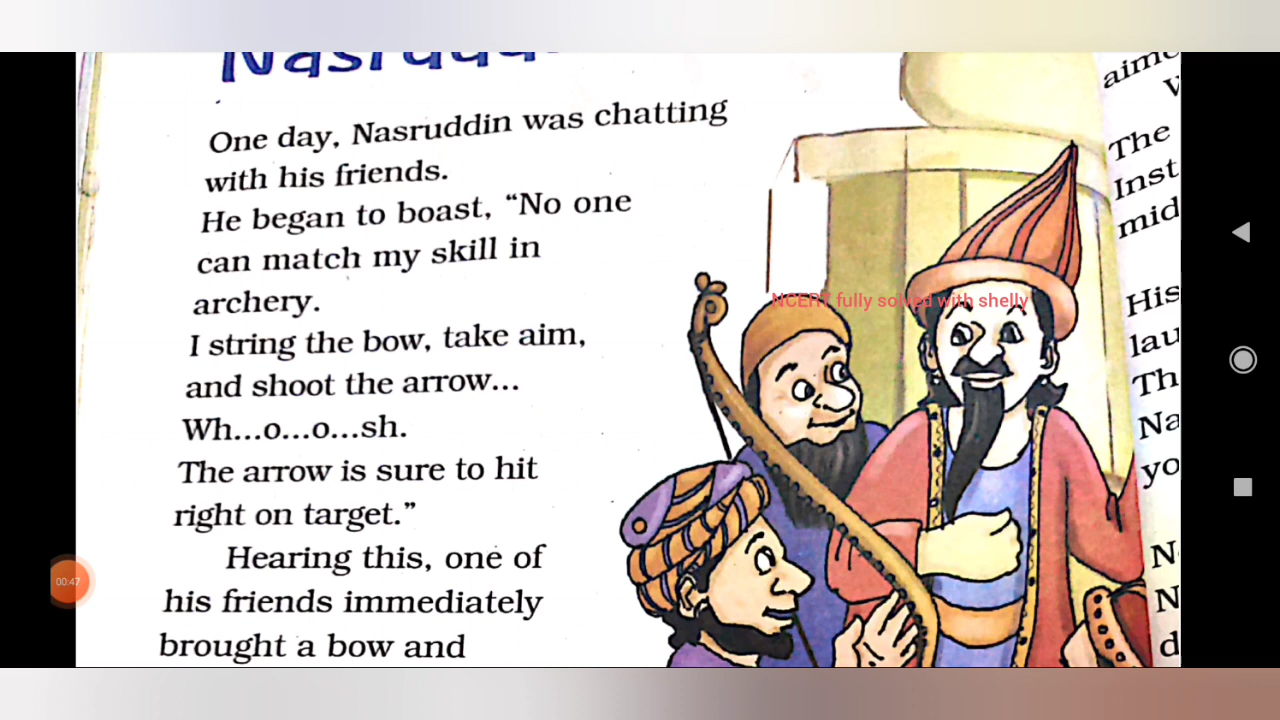 One day, Nasruddin was chatting
with his friends.
He began to boast, “No one
can match my skill in
archery.
I string the bow, take aim,
and shoot the arrow...
Wh...o...o...sh.
The arrow is sure to hit
right on target.”
Hearing this, one of
his friends immediately
brought a bow and
NCERT fully solved with shelly
00:47
The
His